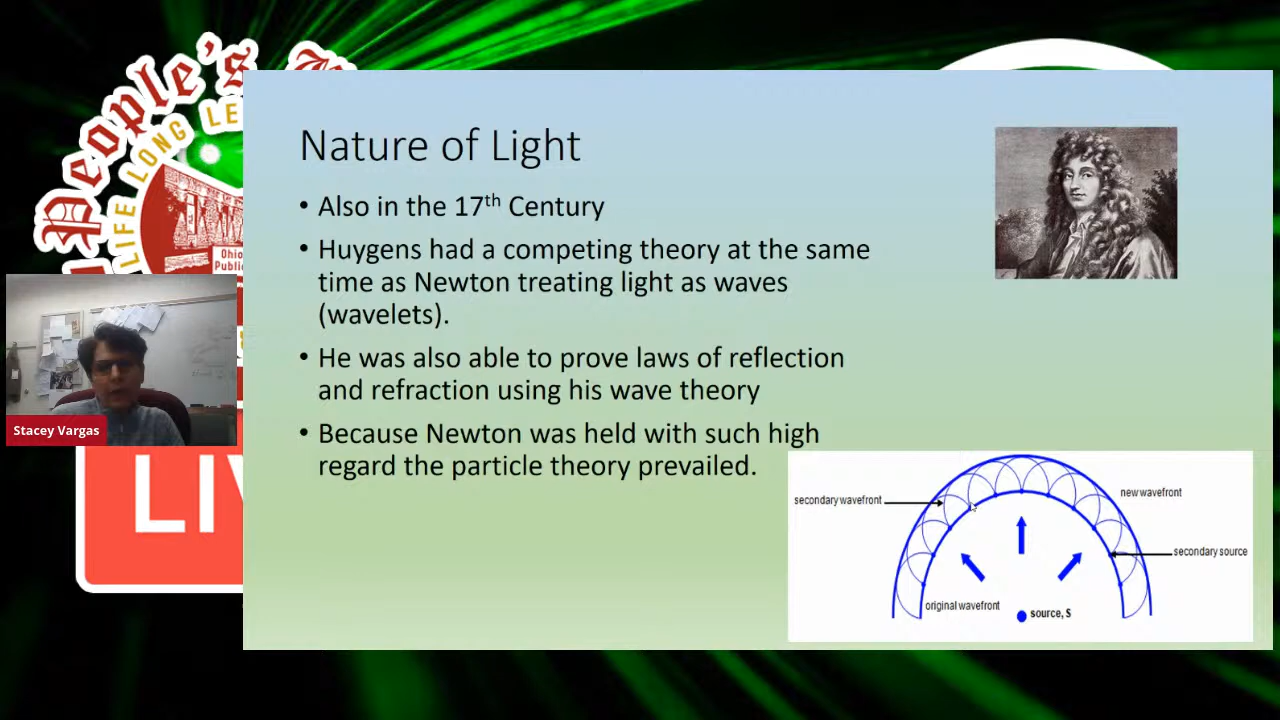 People's
LIFE LONG LE
Ohio
Public
LIV
Stacey Vargas
Nature of Light
• Also in the 17th Century
• Huygens had a competing theory at the same
time as Newton treating light as waves
(wavelets).
• He was also able to prove laws of reflection
and refraction using his wave theory
• Because Newton was held with such high
regard the particle theory prevailed.
secondary wavefront
new wavefront
secondary source
original wavefront
source, S